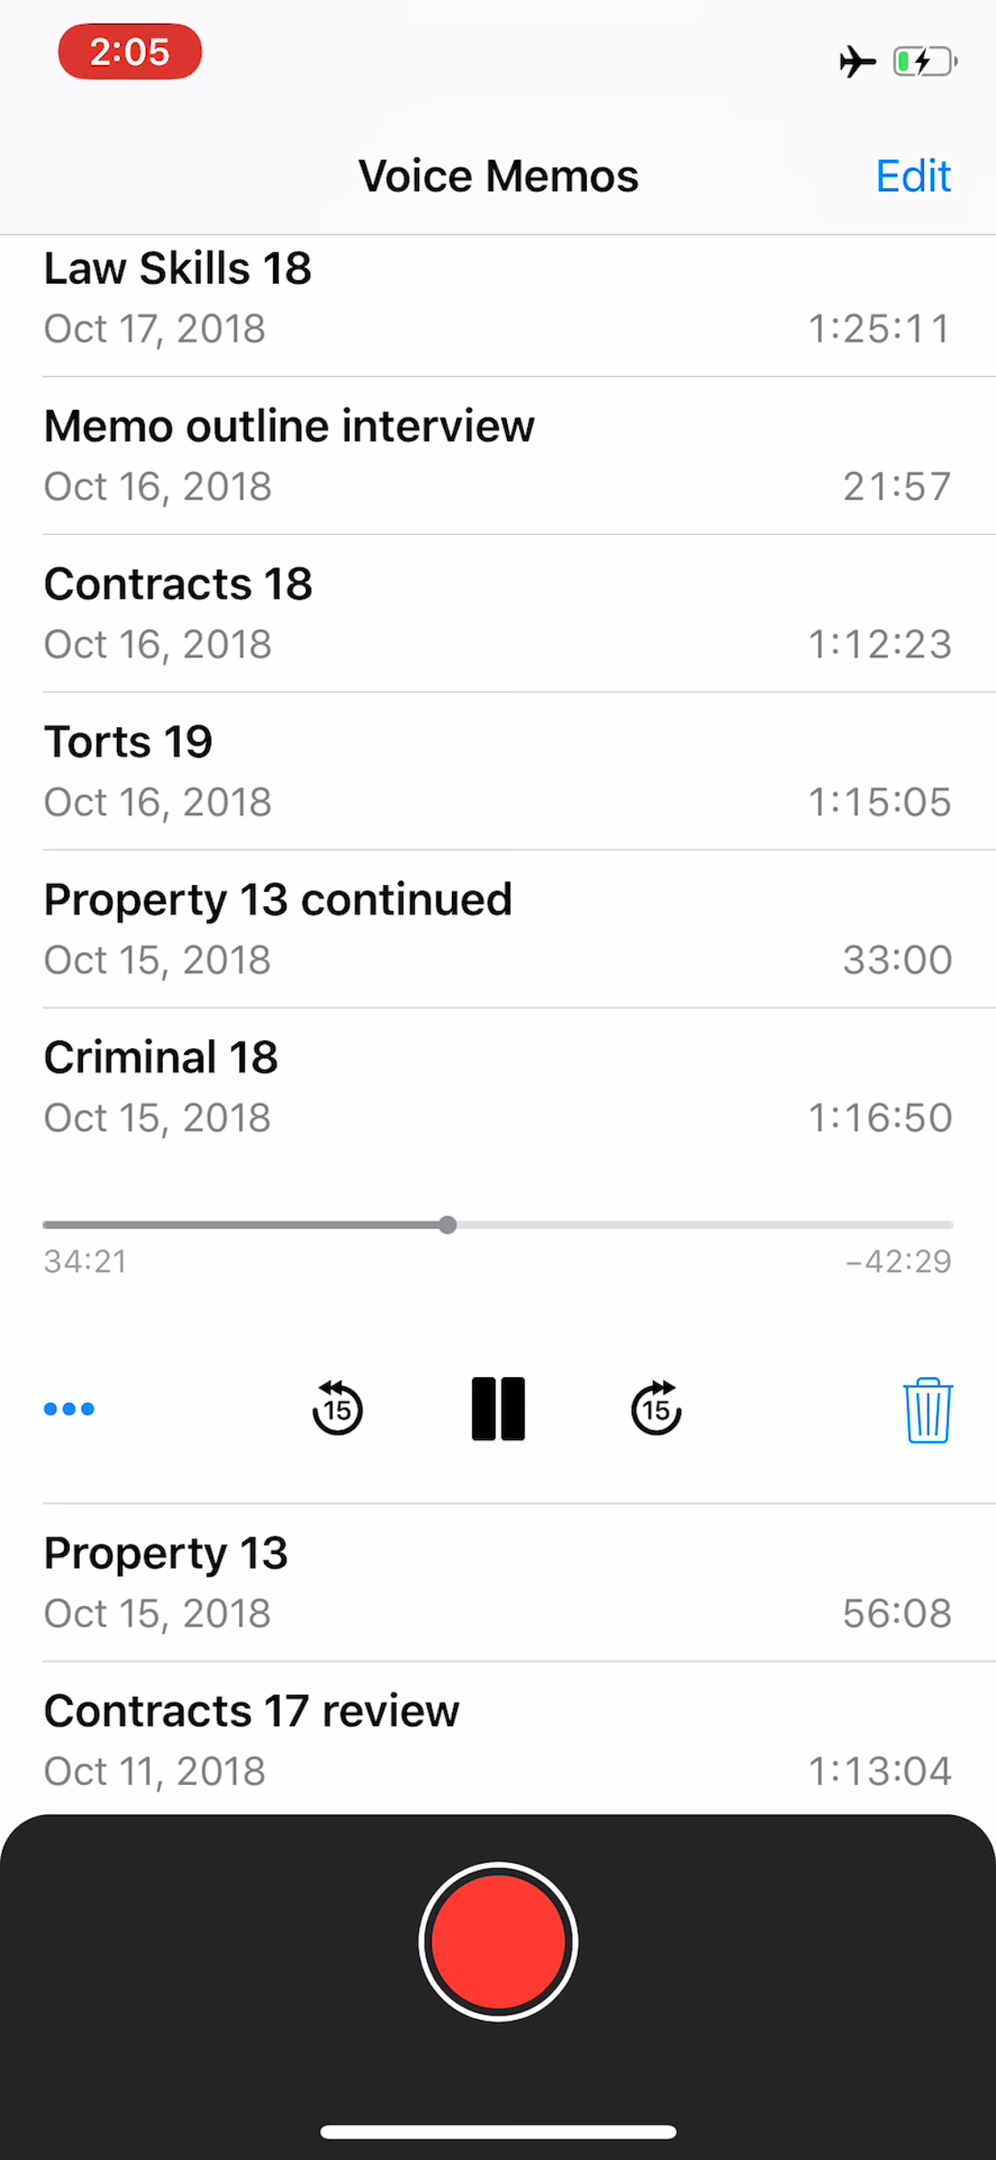 2:05
Voice Memos
Edit
Law Skills 18
Oct 17, 2018 1:25:11
Memo outline interview
Oct 16, 2018 21:57
Contracts 18
Oct 16, 2018 1:12:23
Torts 19
Oct 16, 2018 1:15:05
Property 13 continued
Oct 15, 2018 33:00
Criminal 18
Oct 15, 2018 1:16:50
34:21 −42:29
15 15
Property 13
Oct 15, 2018 56:08
Contracts 17 review
Oct 11, 2018 1:13:04